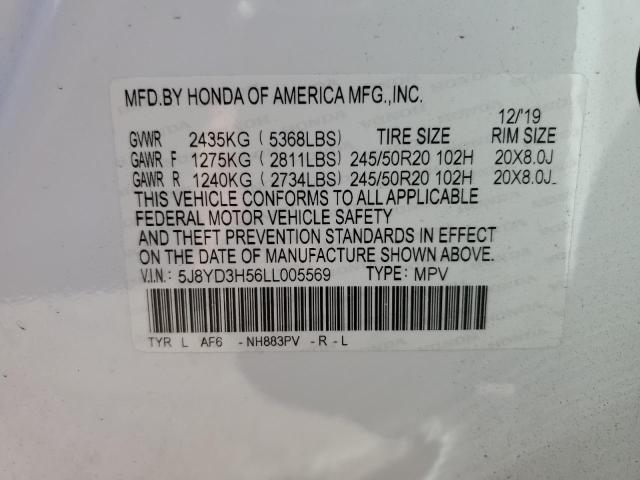 MFD.BY HONDA OF AMERICA MFG.,INC.
12/'19
GVWR 2435KG ( 5368LBS) TIRE SIZE RIM SIZE
GAWR F 1275KG ( 2811LBS) 245/50R20 102H 20X8.0J
GAWR R 1240KG ( 2734LBS) 245/50R20 102H 20X8.0J
THIS VEHICLE CONFORMS TO ALL APPLICABLE
FEDERAL MOTOR VEHICLE SAFETY
AND THEFT PREVENTION STANDARDS IN EFFECT
ON THE DATE OF MANUFACTURE SHOWN ABOVE.
V.I.N.: 5J8YD3H56LL005569 TYPE: MPV
TYR L AF6 -NH883PV -R-L